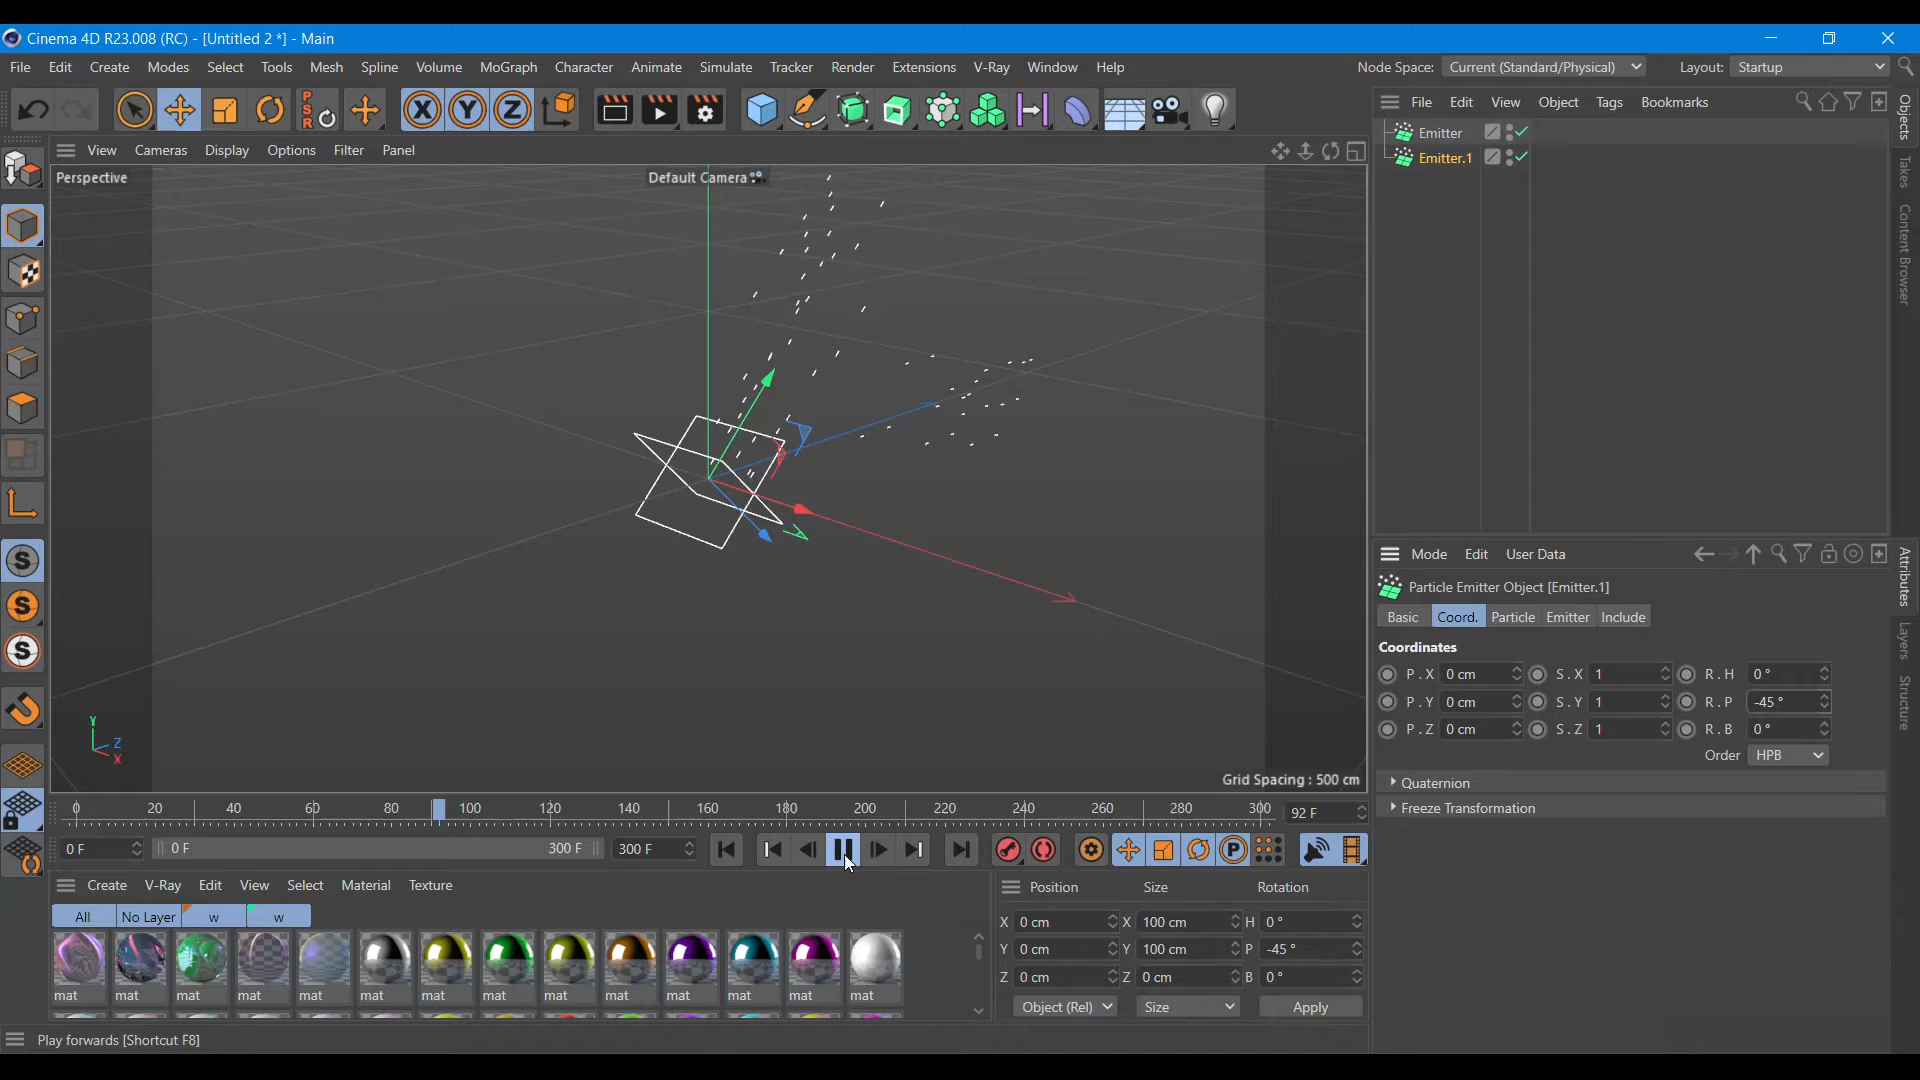 Cinema 4D R23.008 (RC) - [Untitled 2 *] - Main
File Edit Create Modes Select Tools Mesh Spline Volume MoGraph Character Animate Simulate Tracker Render Extensions V-Ray Window Help Node Space: Current (Standard/Physical) Layout: Startup
X Y Z
PSR
File Edit View Object Tags Bookmarks
Emitter
Emitter.1
Objects
Takes
Content Browser
View Cameras Display Options Filter Panel
Perspective
Default Camera
Y
Z
X
Grid Spacing : 500 cm
S
S
S
Mode Edit User Data
Particle Emitter Object [Emitter.1]
Basic Coord. Particle Emitter Include
Coordinates
P . X 0 cm S . X 1 R . H 0 °
P . Y 0 cm S . Y 1 R . P -45 °
P . Z 0 cm S . Z 1 R . B 0 °
Order HPB
Quaternion
Freeze Transformation
Attributes
Layers
Structure
0 20 40 60 80 100 120 140 160 180 200 220 240 260 280 300 92 F
0 F 0 F 300 F 300 F
P
Create V-Ray Edit View Select Material Texture
All No Layer w w
mat mat mat mat mat mat mat mat mat mat mat mat mat mat
Position Size Rotation
X 0 cm X 100 cm H 0 °
Y 0 cm Y 100 cm P -45 °
Z 0 cm Z 0 cm B 0 °
Object (Rel) Size Apply
Play forwards [Shortcut F8]